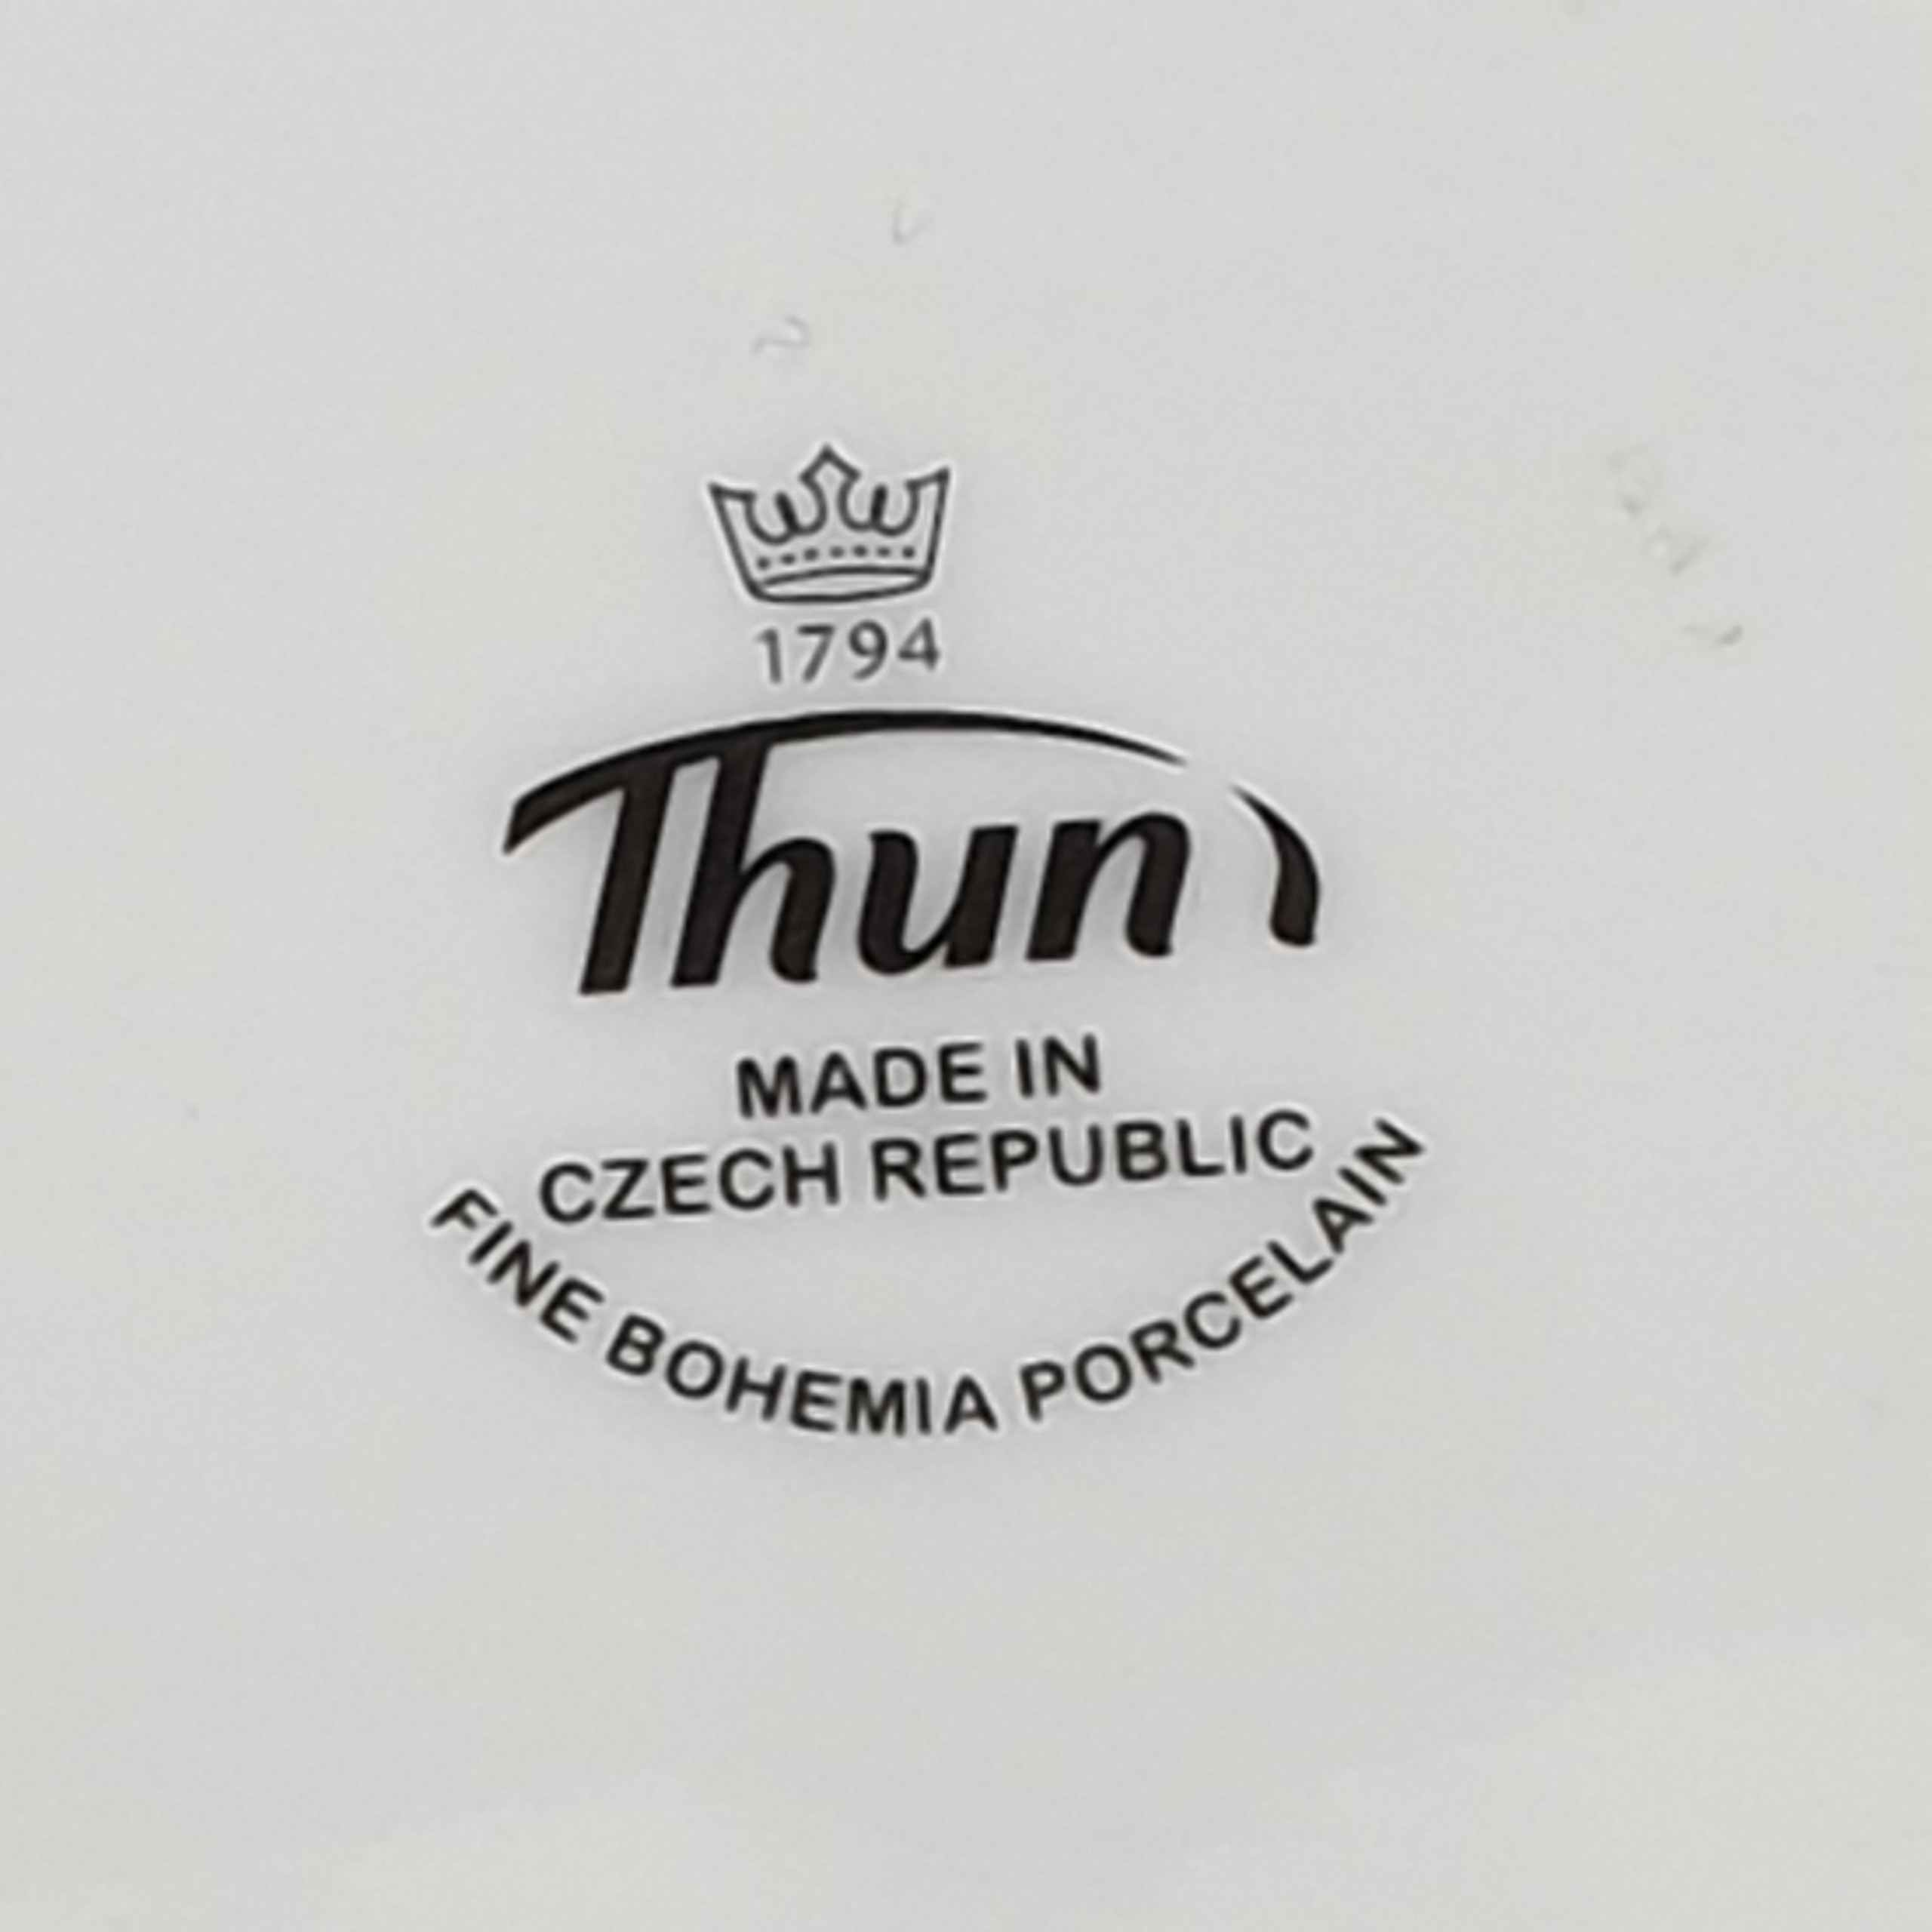 1794
Thun
MADE IN
CZECH REPUBLIC
FINE BOHEMIA PORCELAIN